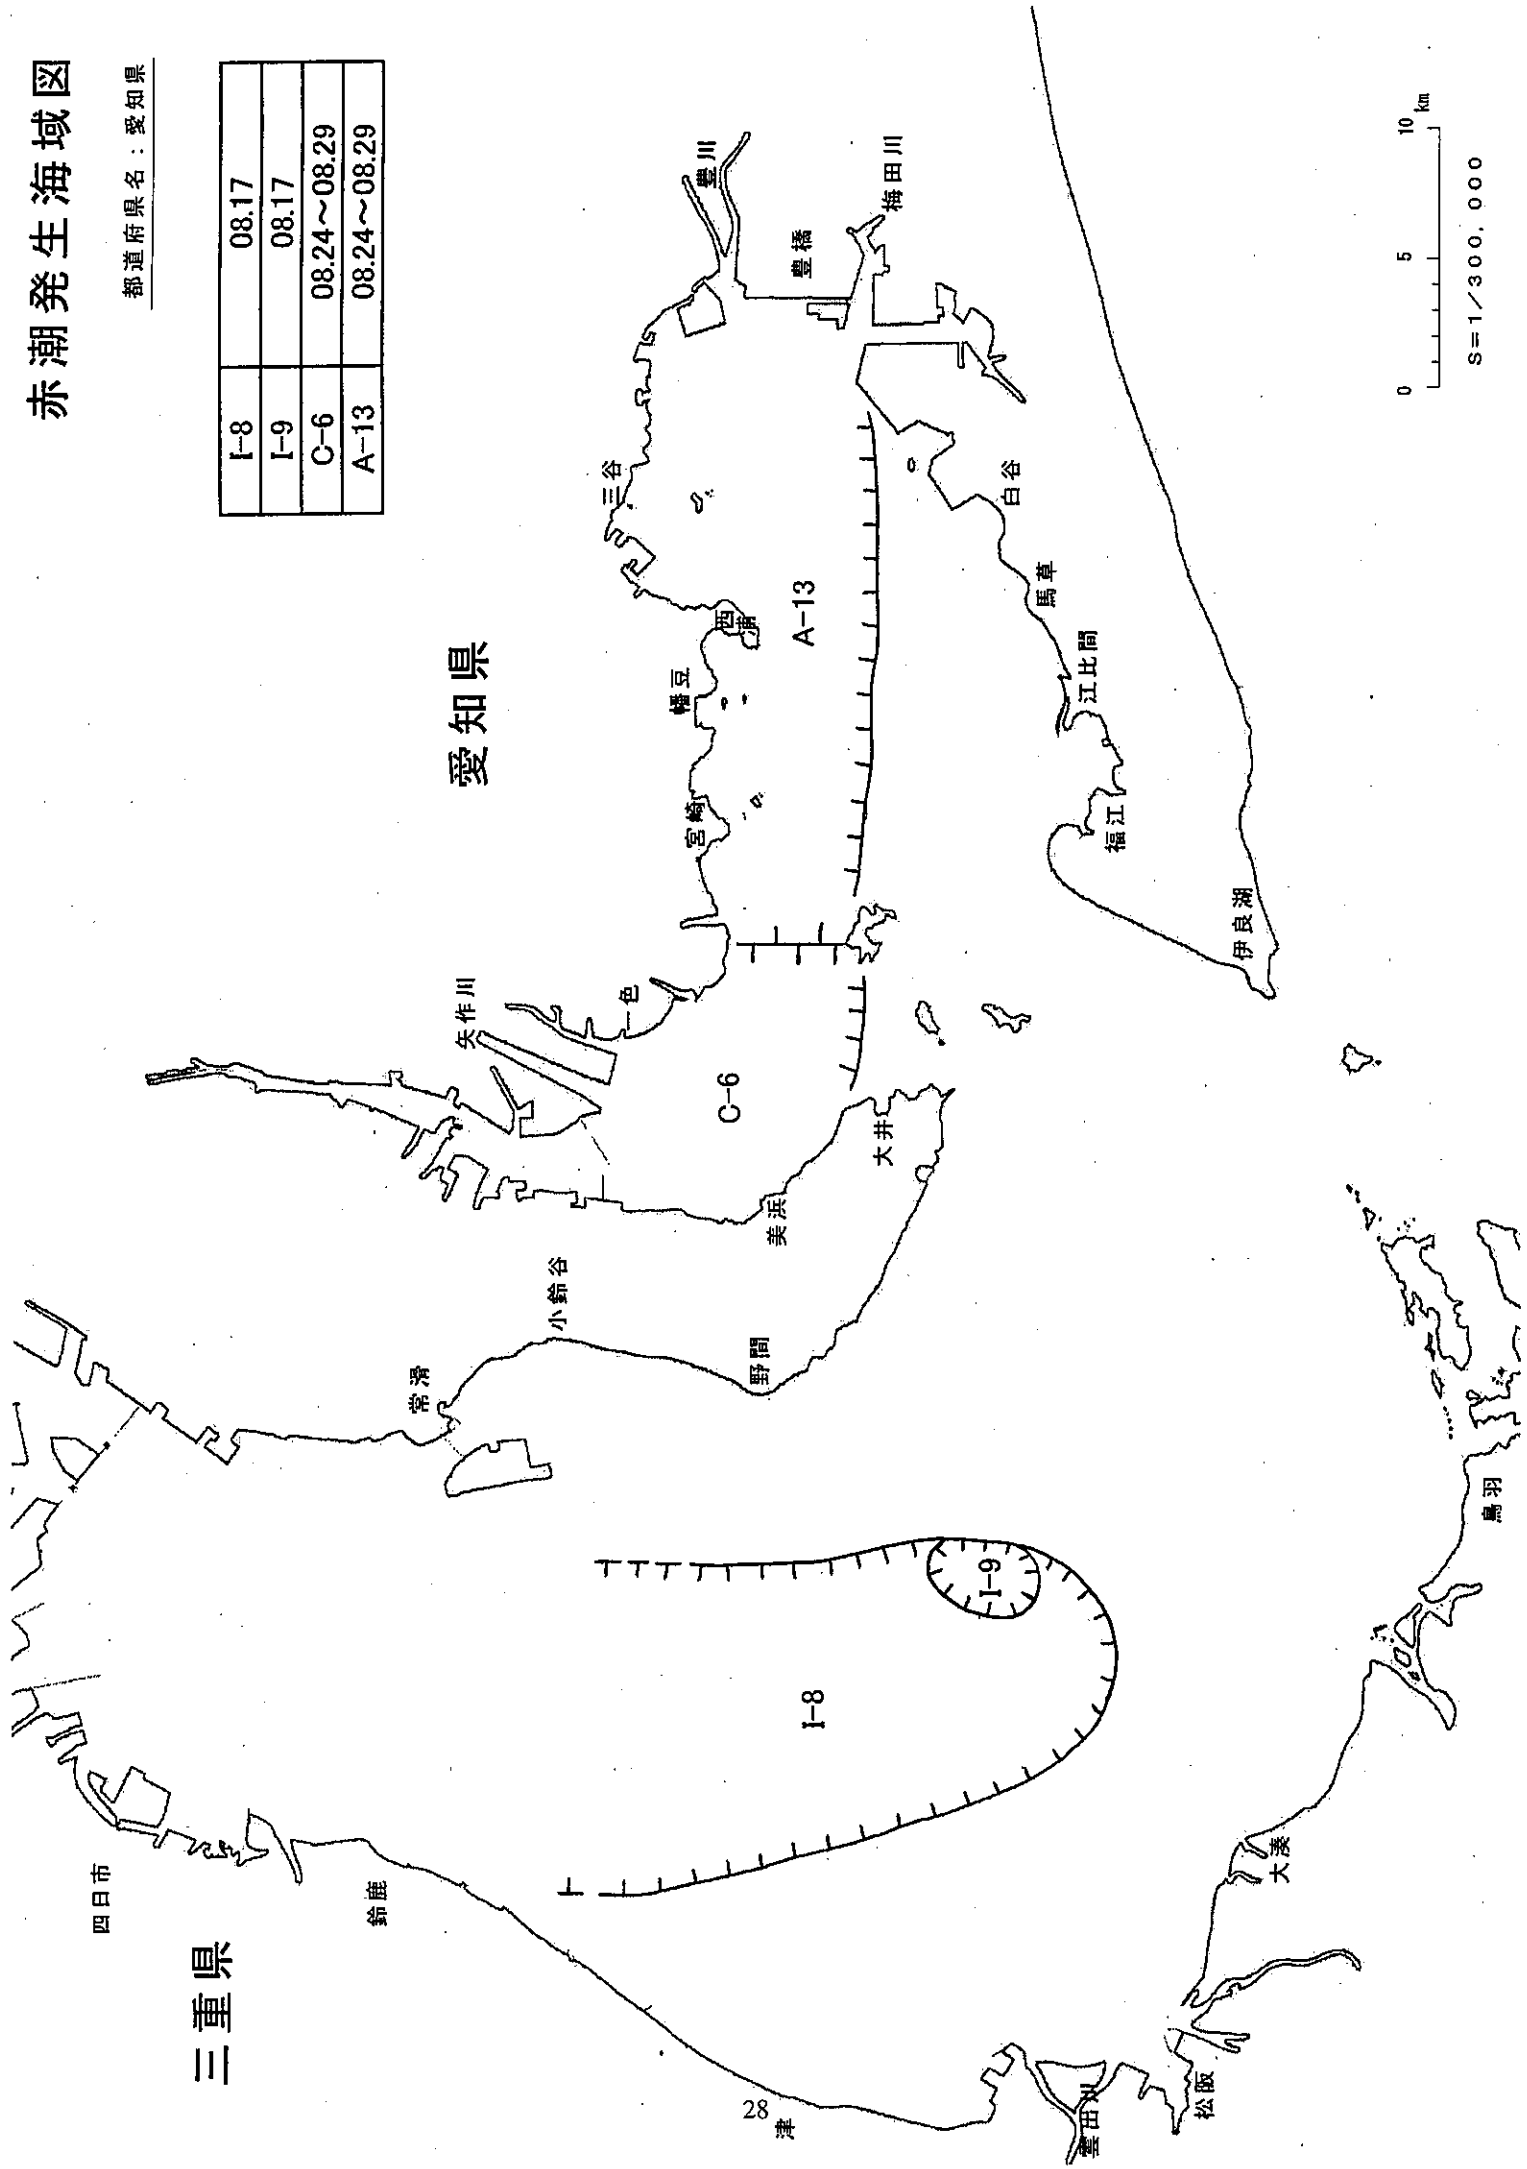 赤潮発生海域図
都道府県名：愛知県
I-8 08.17
I-9 08.17
C-6 08.24～08.29
A-13 08.24～08.29
愛知県
三重県
四日市
鈴鹿
津
雲出川
松阪
大湊
鳥羽
常滑
小鈴谷
野間
美浜
大井
矢作川
一色
宮崎
幡豆
西浦
三谷
豊川
豊橋
梅田川
白谷
馬草
江比間
福江
伊良湖
I-8
I-9
C-6
A-13
0 5 10 km
S=1/300,000
28